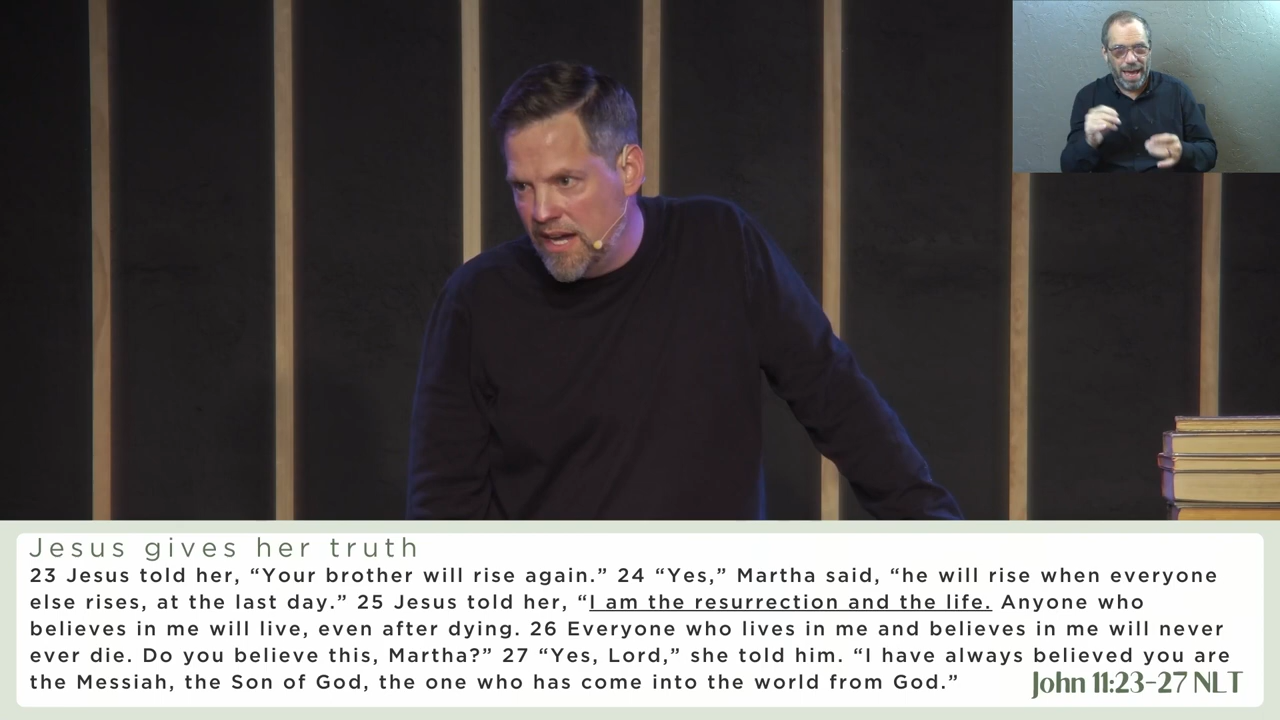 Jesus gives her truth
23 Jesus told her, “Your brother will rise again.” 24 “Yes,” Martha said, “he will rise when everyone
else rises, at the last day.” 25 Jesus told her, “I am the resurrection and the life. Anyone who
believes in me will live, even after dying. 26 Everyone who lives in me and believes in me will never
ever die. Do you believe this, Martha?” 27 “Yes, Lord,” she told him. “I have always believed you are
the Messiah, the Son of God, the one who has come into the world from God.”
John 11:23-27 NLT